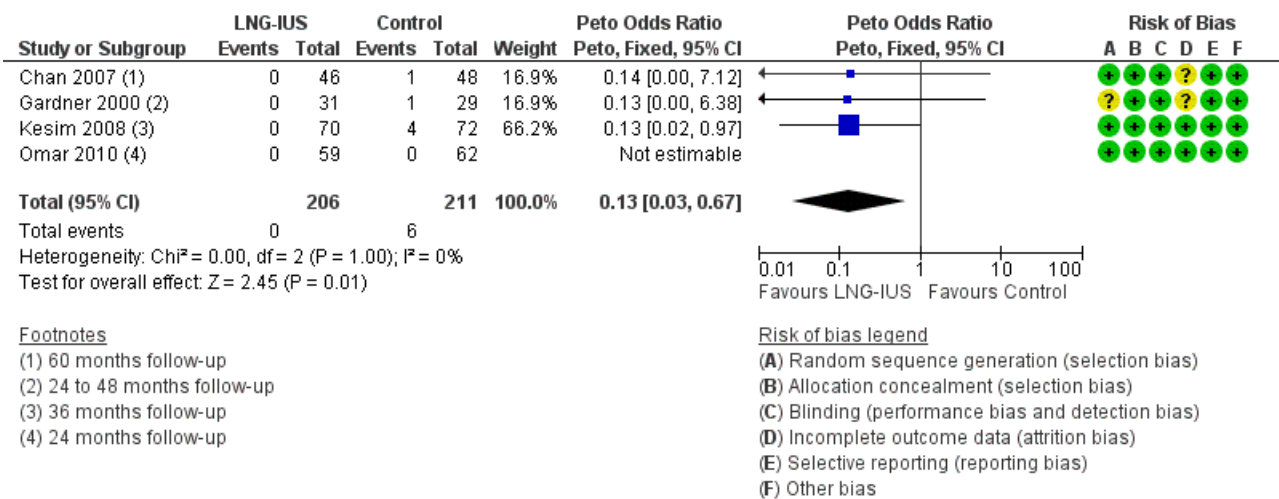 LNG-IUS Control Peto Odds Ratio Peto Odds Ratio Risk of Bias
Study or Subgroup Events Total Events Total Weight Peto, Fixed, 95% CI Peto, Fixed, 95% CI A B C D E F
Chan 2007 (1) 0 46 1 48 16.9% 0.14 [0.00, 7.12] + + + ? + +
Gardner 2000 (2) 0 31 1 29 16.9% 0.13 [0.00, 6.38] ? + + ? + +
Kesim 2008 (3) 0 70 4 72 66.2% 0.13 [0.02, 0.97] + + + + + +
Omar 2010 (4) 0 59 0 62 Not estimable + + + + + +
Total (95% CI) 206 211 100.0% 0.13 [0.03, 0.67]
Total events 0 6
Heterogeneity: Chi² = 0.00, df = 2 (P = 1.00); I² = 0%
Test for overall effect: Z = 2.45 (P = 0.01)
0.01 0.1 1 10 100
Favours LNG-IUS Favours Control
Footnotes
(1) 60 months follow-up
(2) 24 to 48 months follow-up
(3) 36 months follow-up
(4) 24 months follow-up
Risk of bias legend
(A) Random sequence generation (selection bias)
(B) Allocation concealment (selection bias)
(C) Blinding (performance bias and detection bias)
(D) Incomplete outcome data (attrition bias)
(E) Selective reporting (reporting bias)
(F) Other bias